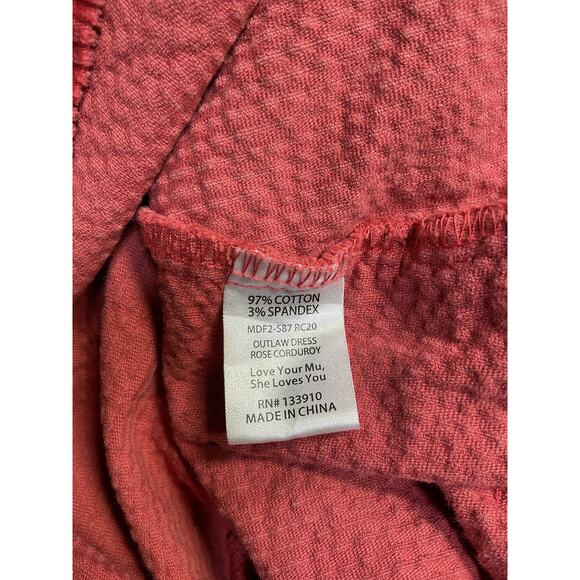 97% COTTON
3% SPANDEX
MDF2-587 RC20
OUTLAW DRESS
ROSE CORDUROY
Love Your Mu,
She Loves You
RN# 133910
MADE IN CHINA